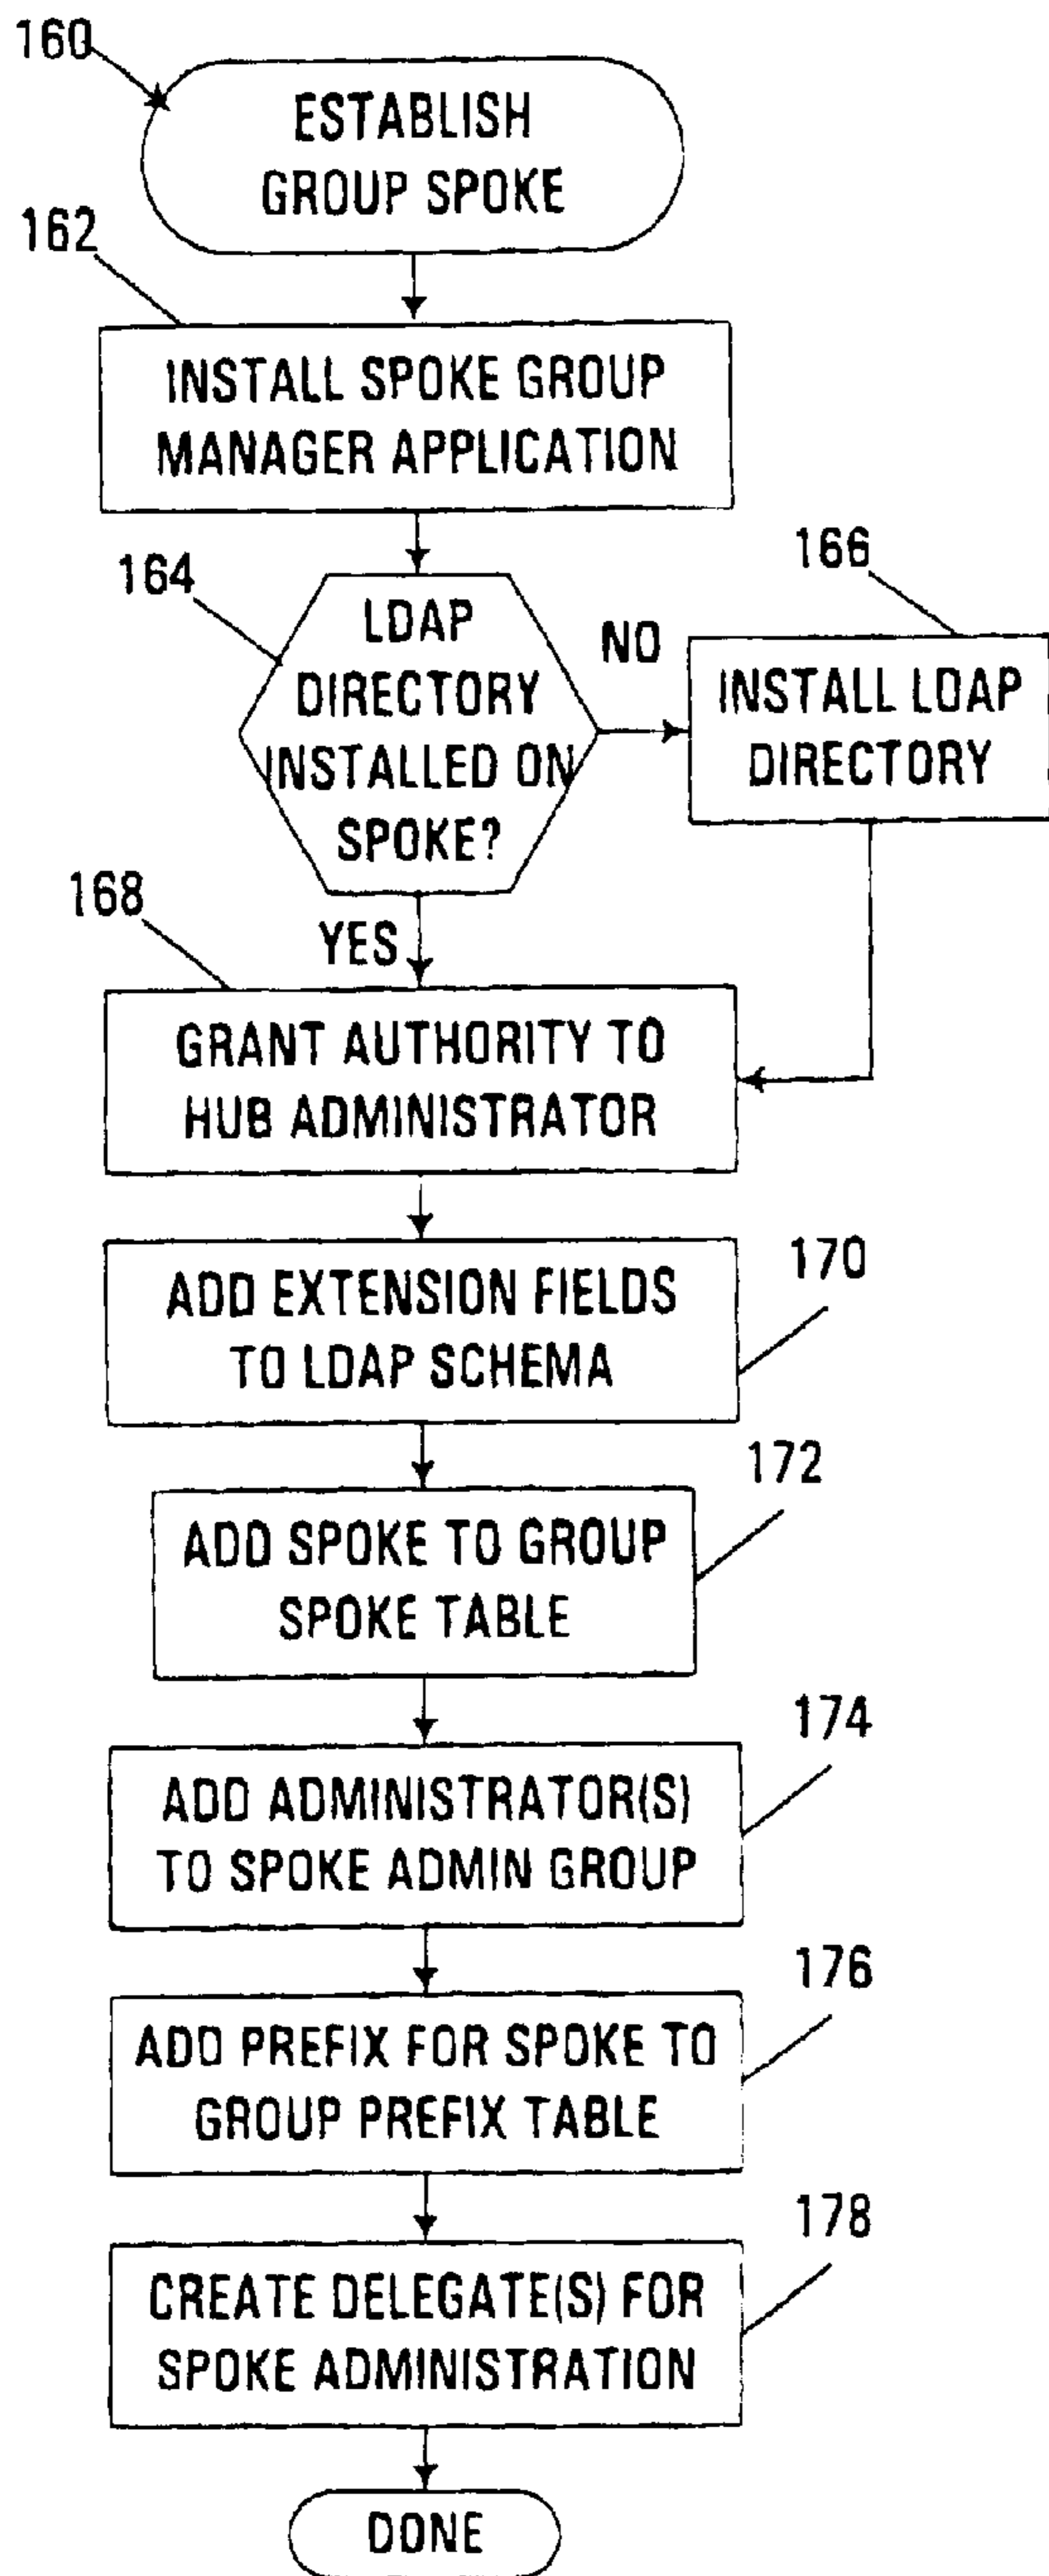 160
ESTABLISH
GROUP SPOKE
162
INSTALL SPOKE GROUP
MANAGER APPLICATION
164
LDAP
DIRECTORY
INSTALLED ON
SPOKE?
NO
166
INSTALL LDAP
DIRECTORY
YES
168
GRANT AUTHORITY TO
HUB ADMINISTRATOR
170
ADD EXTENSION FIELDS
TO LDAP SCHEMA
172
ADD SPOKE TO GROUP
SPOKE TABLE
174
ADD ADMINISTRATOR(S)
TO SPOKE ADMIN GROUP
176
ADD PREFIX FOR SPOKE TO
GROUP PREFIX TABLE
178
CREATE DELEGATE(S) FOR
SPOKE ADMINISTRATION
DONE